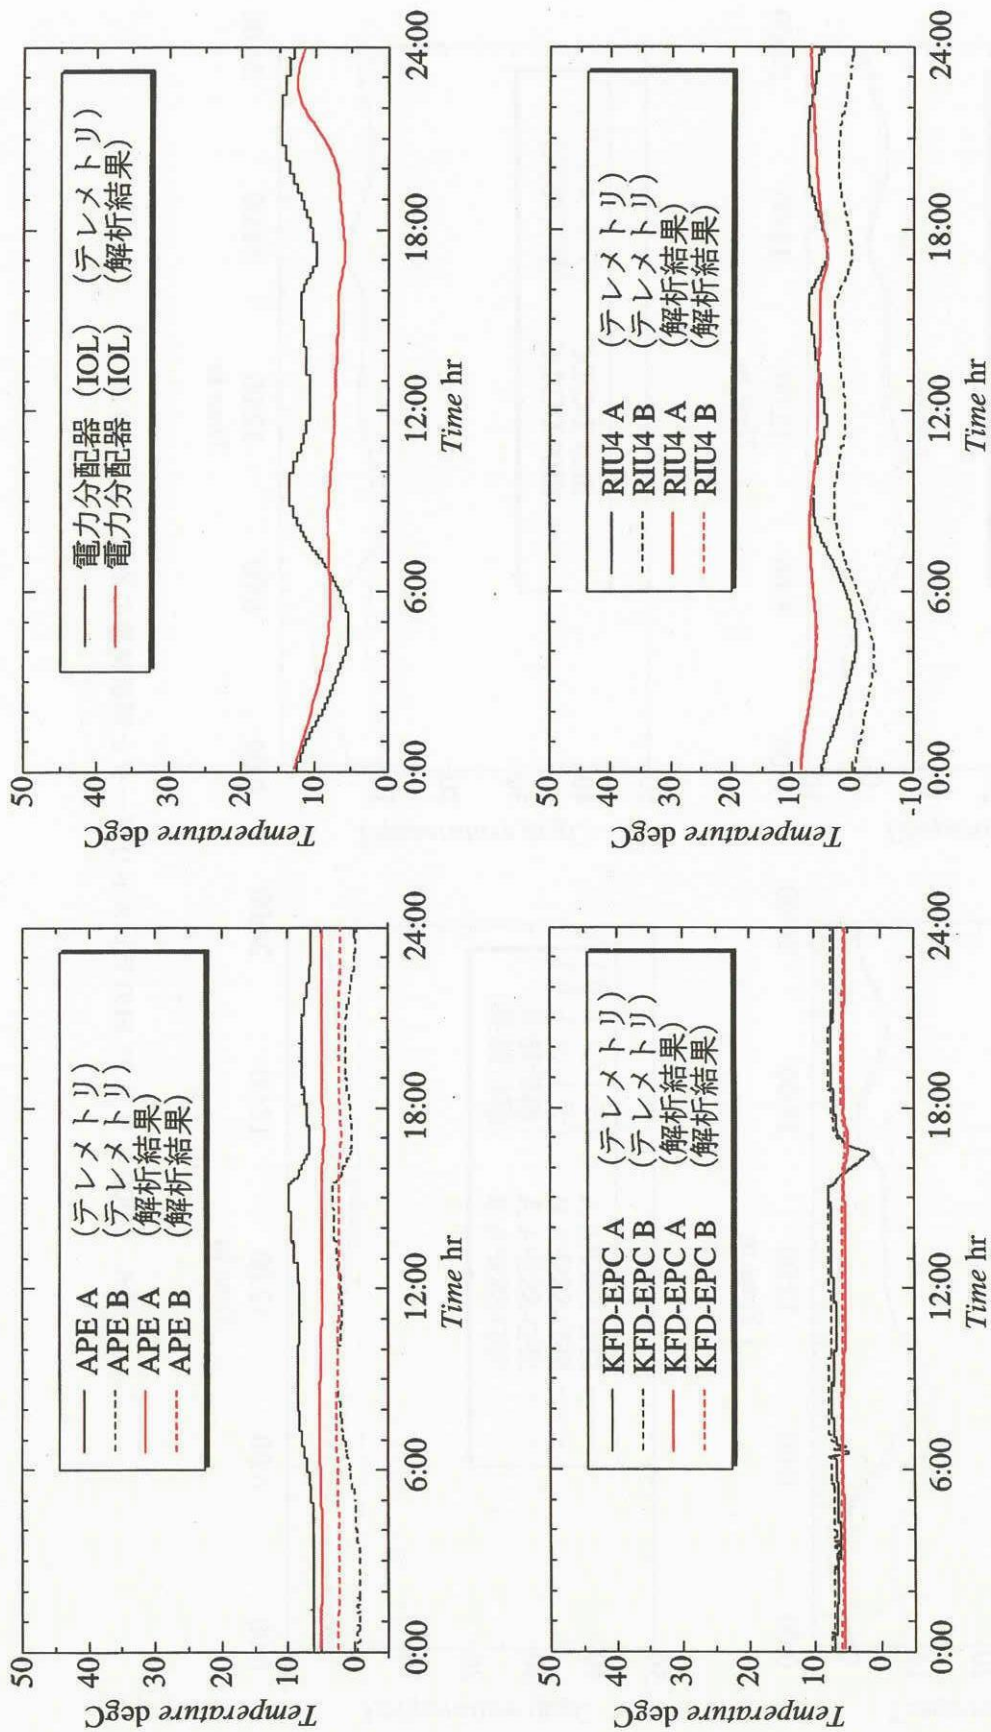 50
40
30
20
10
0
Temperature degC
APE A (テレメトリ)
APE B (テレメトリ)
APE A (解析結果)
APE B (解析結果)
0:00 6:00 12:00 18:00 24:00
Time hr
50
40
30
20
10
0
Temperature degC
電力分配器 (IOL) (テレメトリ)
電力分配器 (IOL) (解析結果)
0:00 6:00 12:00 18:00 24:00
Time hr
50
40
30
20
10
0
Temperature degC
KFD-EPC A (テレメトリ)
KFD-EPC B (テレメトリ)
KFD-EPC A (解析結果)
KFD-EPC B (解析結果)
0:00 6:00 12:00 18:00 24:00
Time hr
50
40
30
20
10
0
-10
Temperature degC
RIU4 A (テレメトリ)
RIU4 B (テレメトリ)
RIU4 A (解析結果)
RIU4 B (解析結果)
0:00 6:00 12:00 18:00 24:00
Time hr